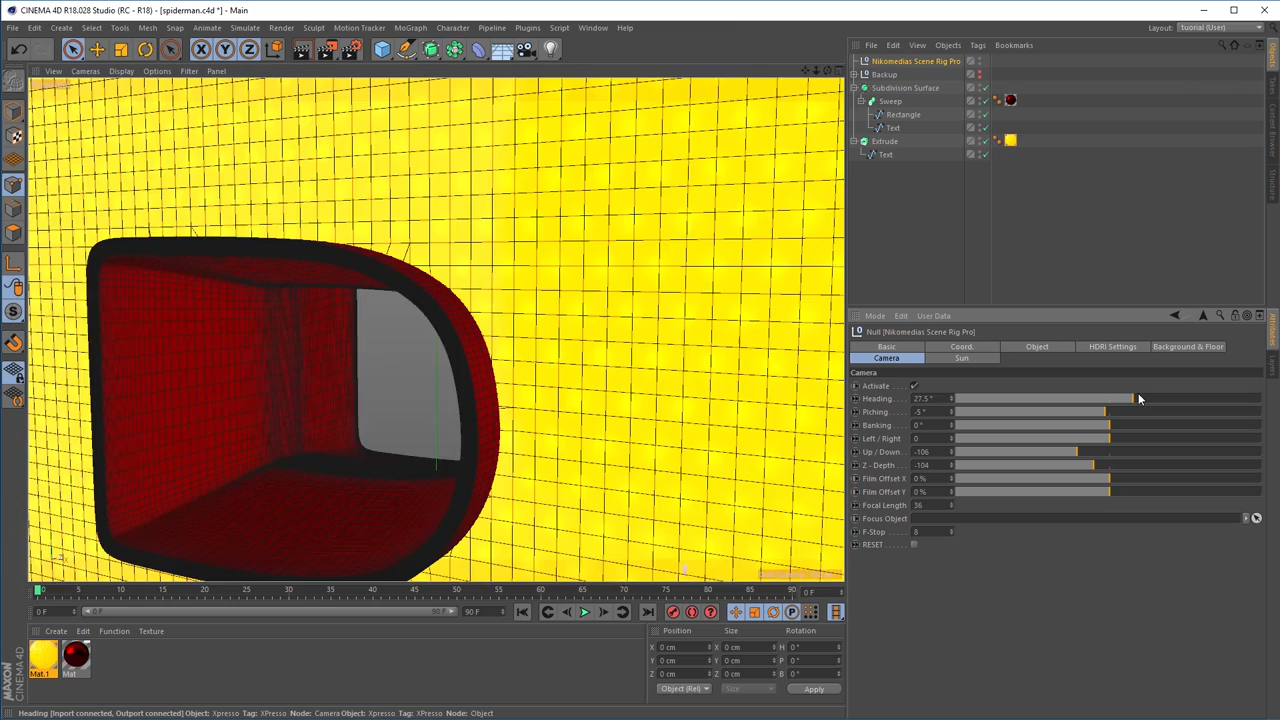 CINEMA 4D R18.028 Studio (RC - R18) - [spiderman.c4d *] - Main
File Edit Create Select Tools Mesh Snap Animate Simulate Render Sculpt Motion Tracker MoGraph Character Pipeline Plugins Script Window Help
Layout: tuorial (User)
X Y Z
View Cameras Display Options Filter Panel
File Edit View Objects Tags Bookmarks
Nikomedias Scene Rig Pro
Backup
Subdivision Surface
Sweep
Rectangle
Text
Extrude
Text
Objects
Takes
Content Browser
Structure
Mode Edit User Data
Null [Nikomedias Scene Rig Pro]
Basic Coord. Object HDRI Settings Background & Floor
Camera Sun
Camera
Activate
Heading 27.5 °
Piching -5 °
Banking 0 °
Left / Right 0
Up / Down -106
Z - Depth -104
Film Offset X 0 %
Film Offset Y 0 %
Focal Length 36
Focus Object
F-Stop 8
RESET
Attributes
Layers
0 5 10 15 20 25 30 35 40 45 50 55 60 65 70 75 80 85 90 0 F
0 F 0 F 90 F 90 F
Create Edit Function Texture
Mat.1 Mat
MAXON CINEMA 4D
Position Size Rotation
X 0 cm X 0 cm H 0 °
Y 0 cm Y 0 cm P 0 °
Z 0 cm Z 0 cm B 0 °
Object (Rel) Size Apply
Heading [Inport connected, Outport connected] Object: Xpresso Tag: XPresso Node: Camera Object: Xpresso Tag: XPresso Node: Object